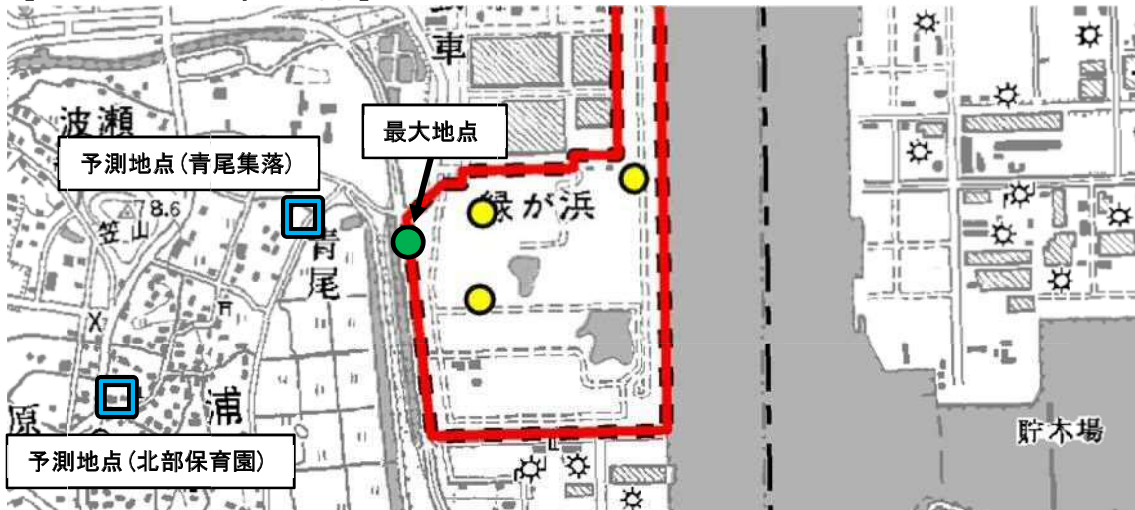 車
波瀬
最大地点
予測地点(青尾集落)
緑が浜
78.6
笠山
青尾
浦
原
貯木場
予測地点(北部保育園)